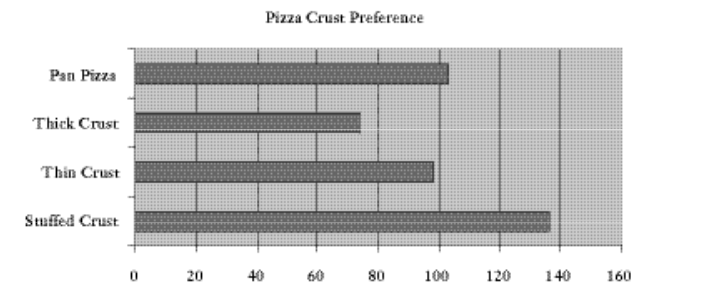 Pizza Crust Preference
Pan Pizza
Thick Crust
Thin Crust
Stuffed Crust
0 20 40 60 80 100 120 140 160